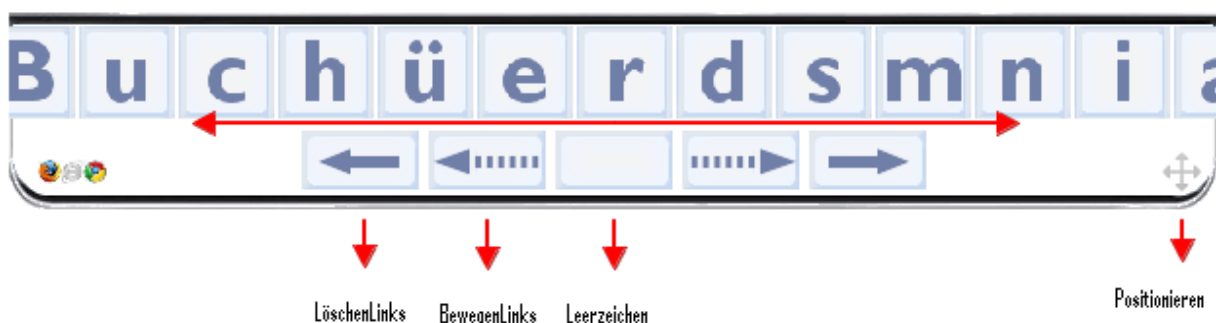 B u c h ü e r d s m n i a
LöschenLinks BewegenLinks Leerzeichen Positionieren